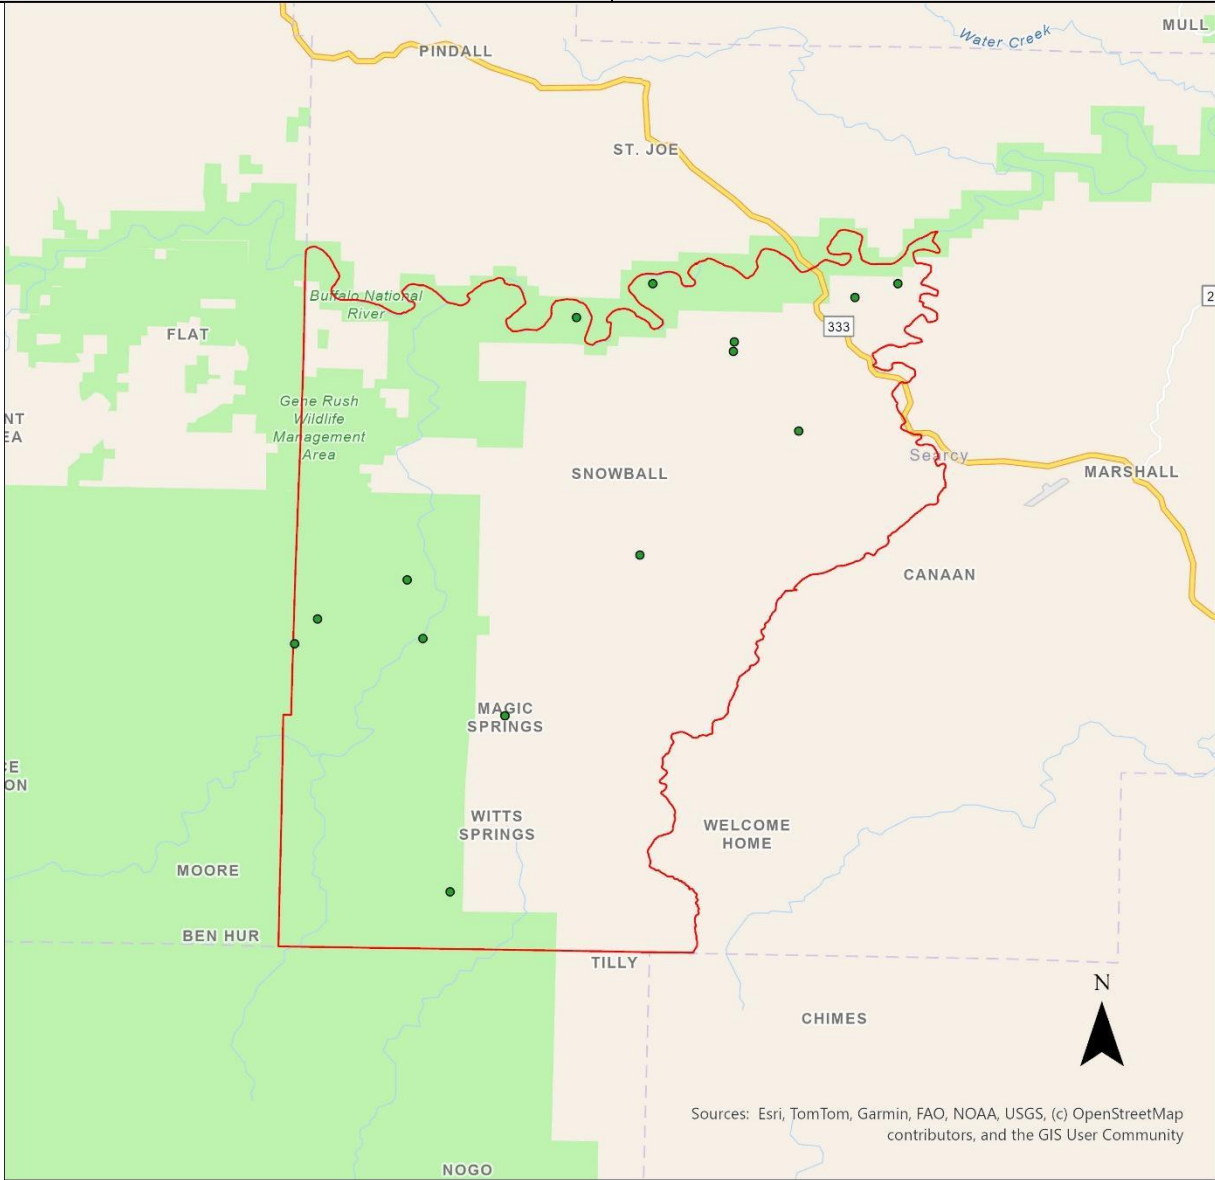 MULL
Water Creek
PINDALL
ST. JOE
Buffalo National
River
2
333
FLAT
Gene Rush
Wildlife
Management
Area
NT
EA
Searcy
SNOWBALL
MARSHALL
CANAAN
MAGIC
SPRINGS
CE
ON
WITTS
SPRINGS
WELCOME
HOME
MOORE
BEN HUR
TILLY
N
CHIMES
Sources: Esri, TomTom, Garmin, FAO, NOAA, USGS, (c) OpenStreetMap
contributors, and the GIS User Community
NOGO